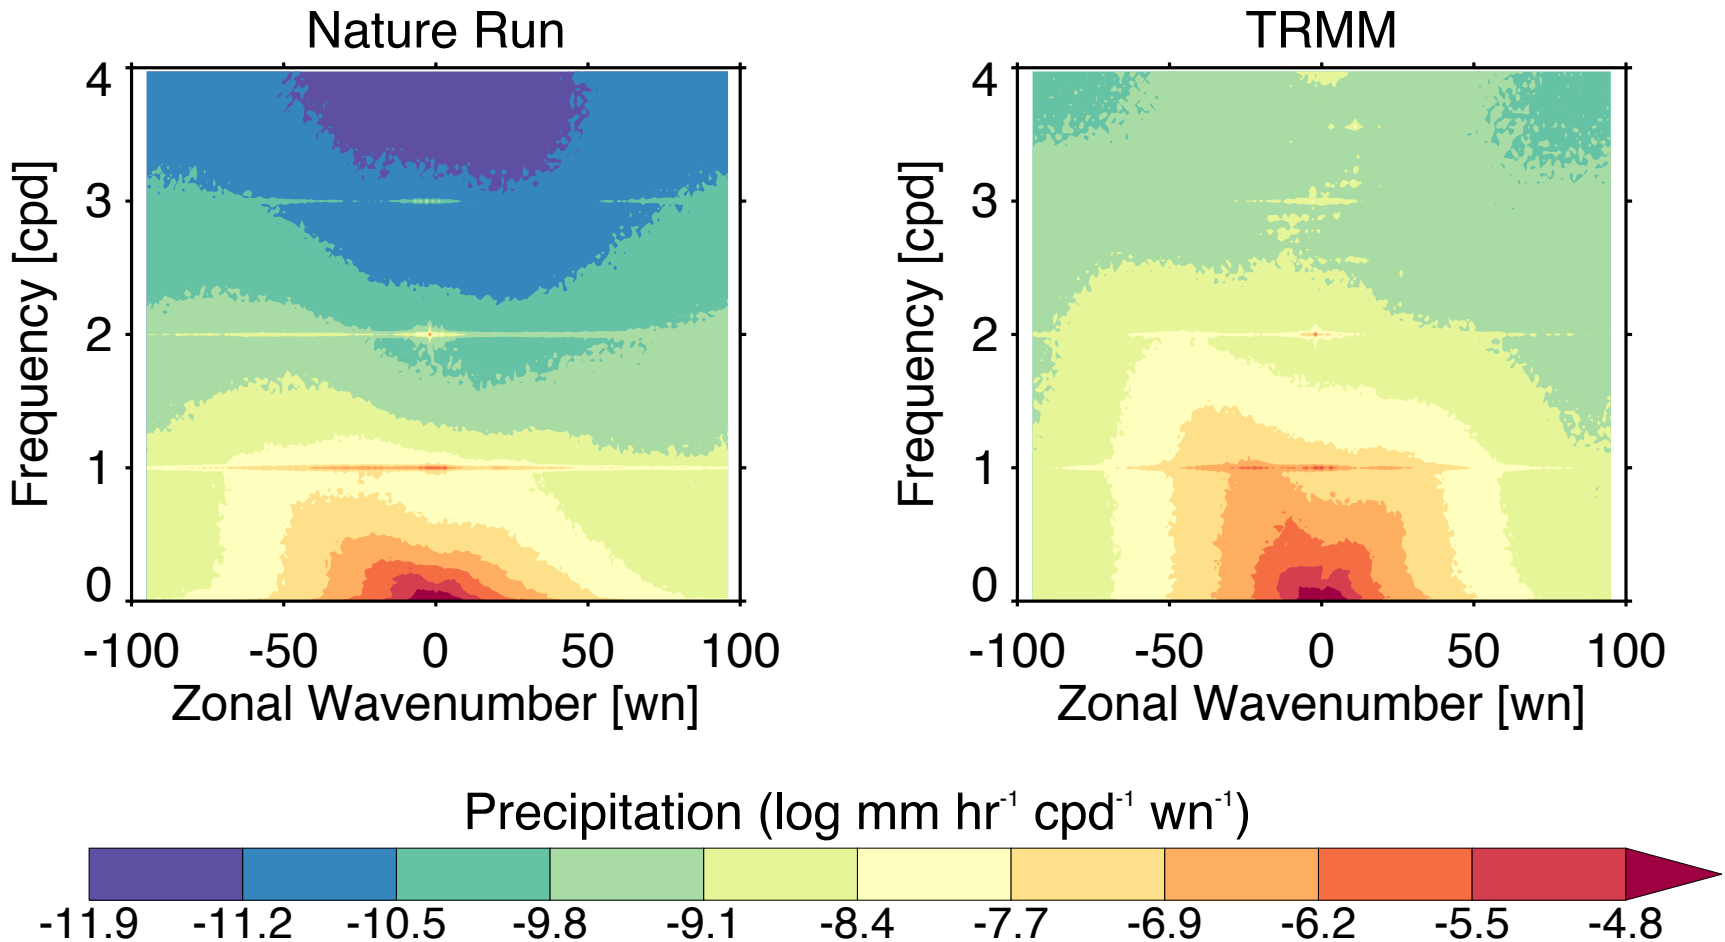 Nature Run
TRMM
4
3
2
1
0
Frequency [cpd]
-100 -50 0 50 100
Zonal Wavenumber [wn]
4
3
2
1
0
Frequency [cpd]
-100 -50 0 50 100
Zonal Wavenumber [wn]
Precipitation (log mm hr⁻¹ cpd⁻¹ wn⁻¹)
-11.9 -11.2 -10.5 -9.8 -9.1 -8.4 -7.7 -6.9 -6.2 -5.5 -4.8